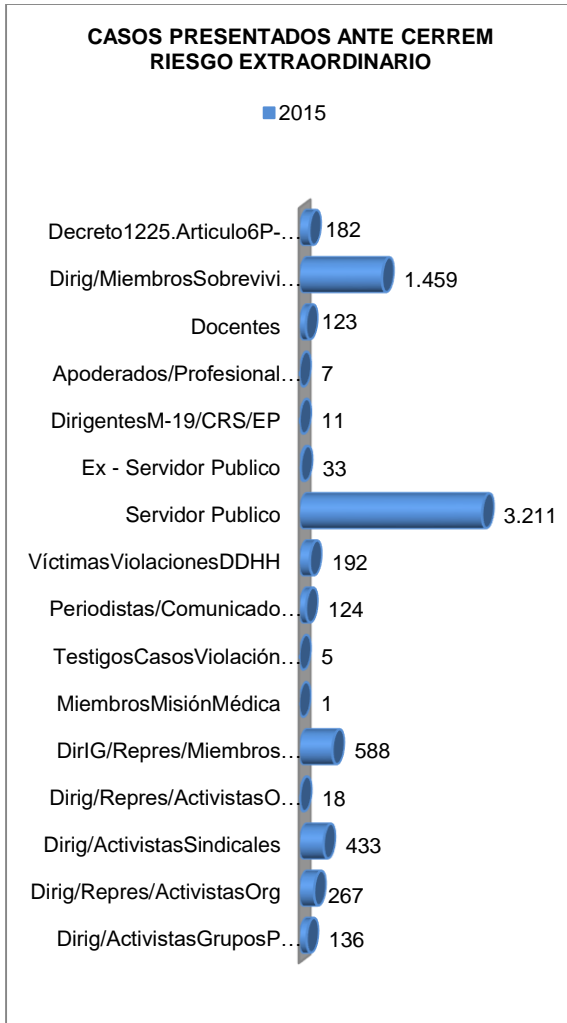 CASOS PRESENTADOS ANTE CERREM
RIESGO EXTRAORDINARIO
2015
Decreto1225.Articulo6P-… 182
Dirig/MiembrosSobrevivi… 1.459
Docentes 123
Apoderados/Profesional… 7
DirigentesM-19/CRS/EP 11
Ex - Servidor Publico 33
Servidor Publico 3.211
VíctimasViolacionesDDHH 192
Periodistas/Comunicado… 124
TestigosCasosViolación… 5
MiembrosMisiónMédica 1
DirIG/Repres/Miembros… 588
Dirig/Repres/ActivistasO… 18
Dirig/ActivistasSindicales 433
Dirig/Repres/ActivistasOrg 267
Dirig/ActivistasGruposP… 136